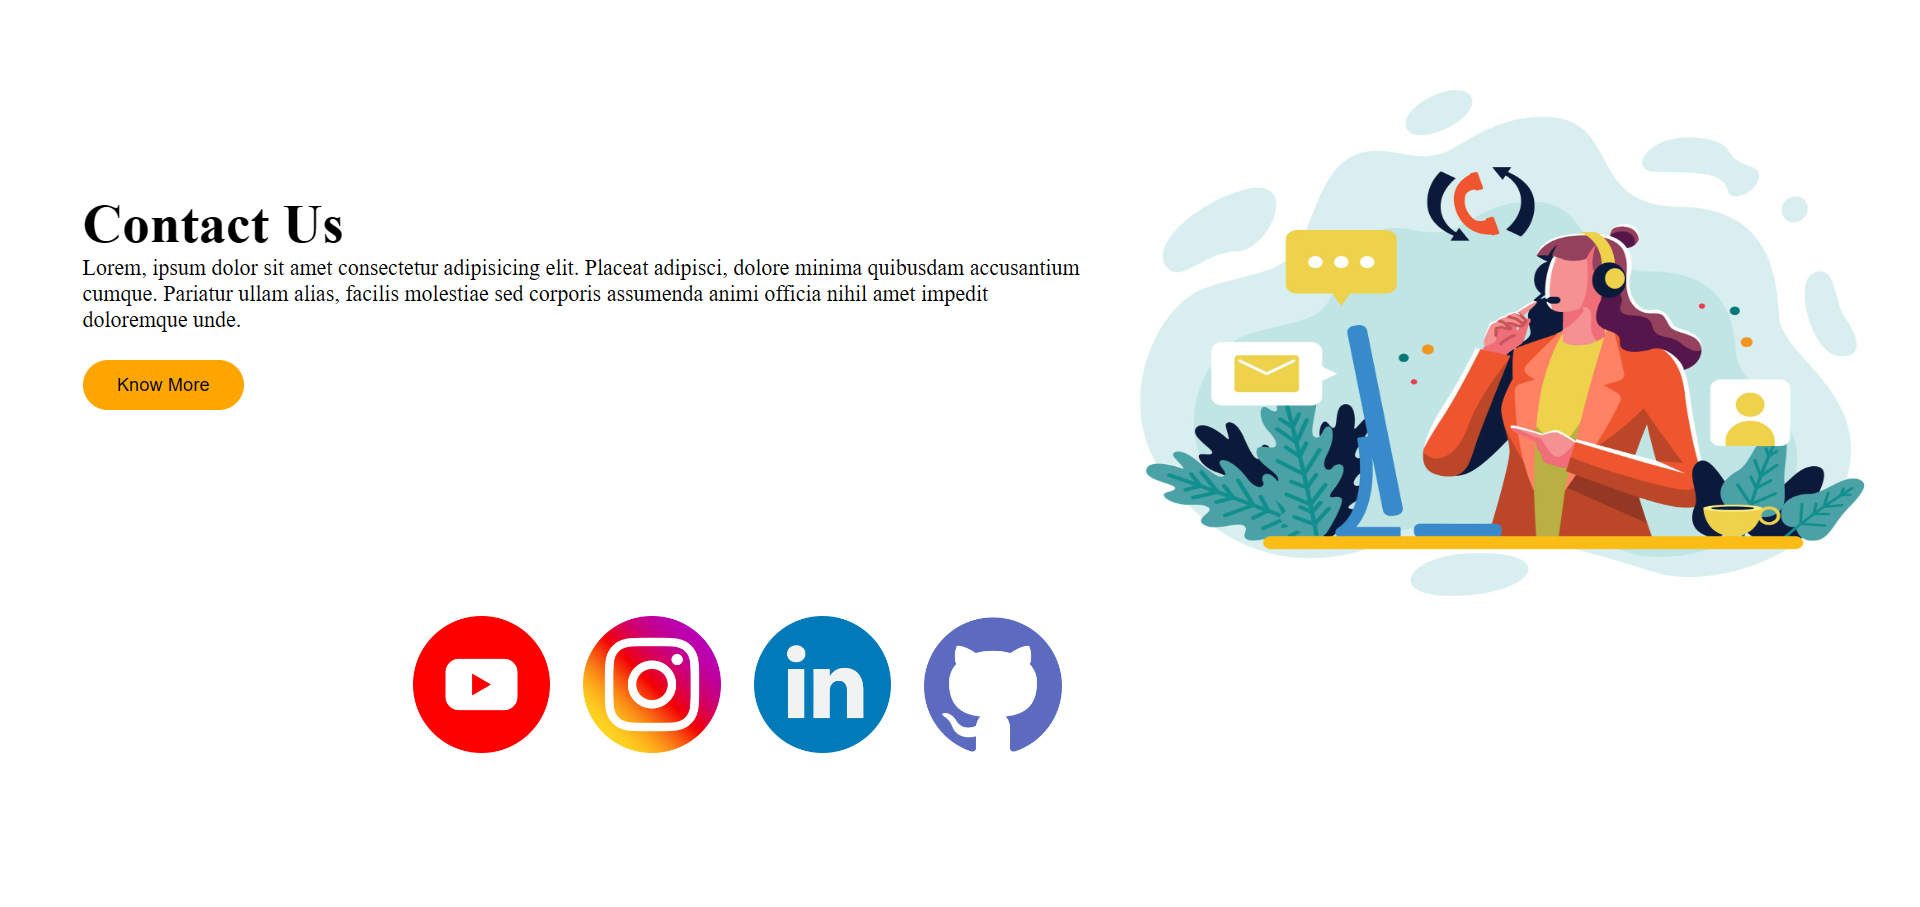 Contact Us
Lorem, ipsum dolor sit amet consectetur adipisicing elit. Placeat adipisci, dolore minima quibusdam accusantium
cumque. Pariatur ullam alias, facilis molestiae sed corporis assumenda animi officia nihil amet impedit
doloremque unde.
Know More
in